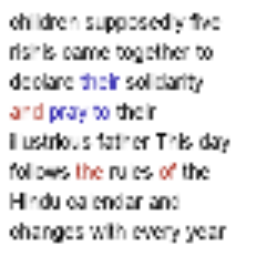 children supposedly five
rishis came together to
declare their solidarity
and pray to their
illustrious father This day
follows the rules of the
Hindu calendar and
changes with every year